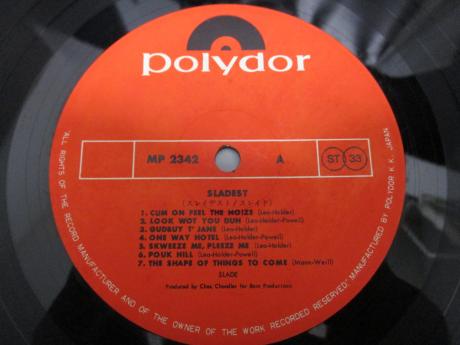 polydor
MP 2342 A ST 33
SLADEST
(スレイデスト/スレイド)
1. CUM ON FEEL THE NOIZE (Lea-Holder)
2. LOOK WOT YOU DUN (Lea-Holder-Powell)
3. GUDBUY T' JANE (Lea-Holder)
4. ONE WAY HOTEL (Lea-Holder-Powell)
5. SKWEEZE ME, PLEEZE ME (Lea-Holder)
6. POUK HILL (Lea-Holder-Powell)
7. THE SHAPE OF THINGS TO COME (Mann-Weill)
SLADE
Produced by Chas Chandler for Barn Productions
"ALL RIGHTS OF THE RECORD MANUFACTURER AND OF THE OWNER OF THE WORK RECORDED RESERVED" MANUFACTURED BY POLYDOR K.K. JAPAN